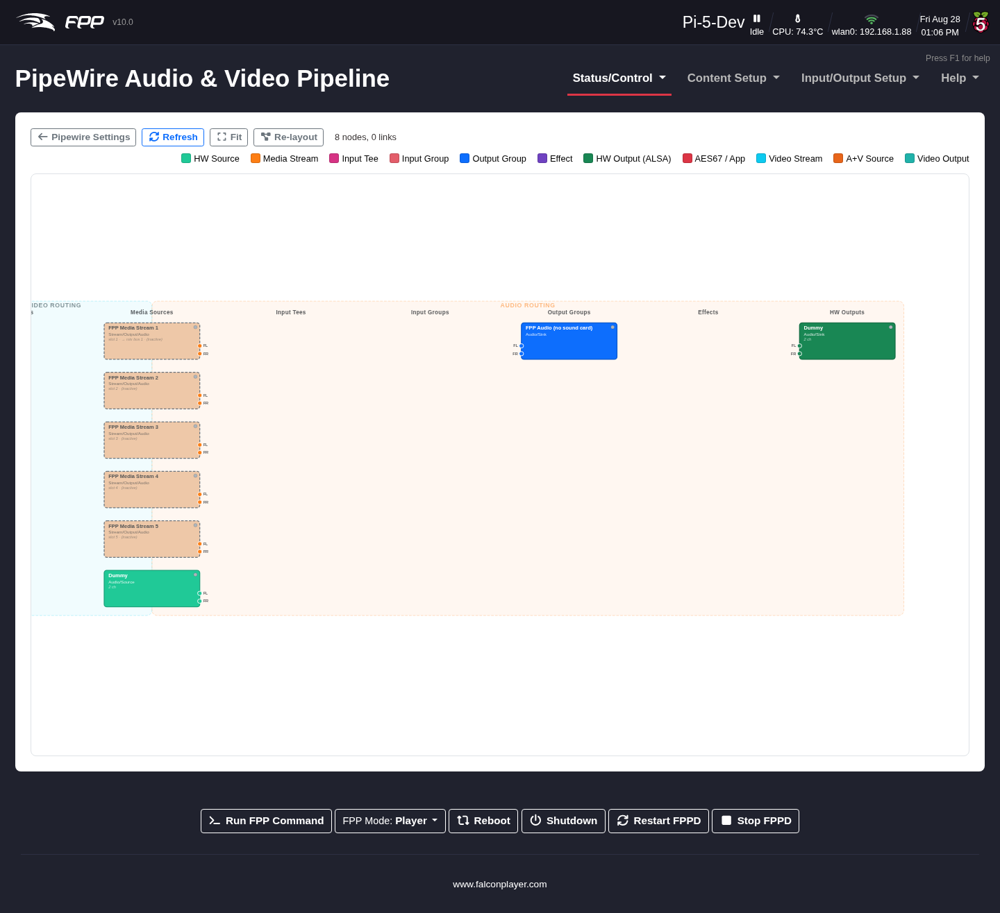 FPP v10.0
Pi-5-Dev
Idle
CPU: 74.3°C
wlan0: 192.168.1.88
Fri Aug 28
01:06 PM
5
Press F1 for help
PipeWire Audio & Video Pipeline
Status/Control
Content Setup
Input/Output Setup
Help
Pipewire Settings
Refresh
Fit
Re-layout
8 nodes, 0 links
HW Source
Media Stream
Input Tee
Input Group
Output Group
Effect
HW Output (ALSA)
AES67 / App
Video Stream
A+V Source
Video Output
IDEO ROUTING
AUDIO ROUTING
s
Media Sources
Input Tees
Input Groups
Output Groups
Effects
HW Outputs
FPP Media Stream 1
Stream/Output/Audio
FL
FR
FPP Audio (no sound card)
Audio/Sink
FL
FR
Dummy
Audio/Sink
2 ch
FL
FR
FPP Media Stream 2
Stream/Output/Audio
slot 2 · (inactive)
FL
FR
FPP Media Stream 3
Stream/Output/Audio
slot 3 · (inactive)
FL
FR
FPP Media Stream 4
Stream/Output/Audio
slot 4 · (inactive)
FL
FR
FPP Media Stream 5
Stream/Output/Audio
slot 5 · (inactive)
FL
FR
Dummy
Audio/Source
2 ch
FL
FR
Run FPP Command
FPP Mode: Player
Reboot
Shutdown
Restart FPPD
Stop FPPD
www.falconplayer.com